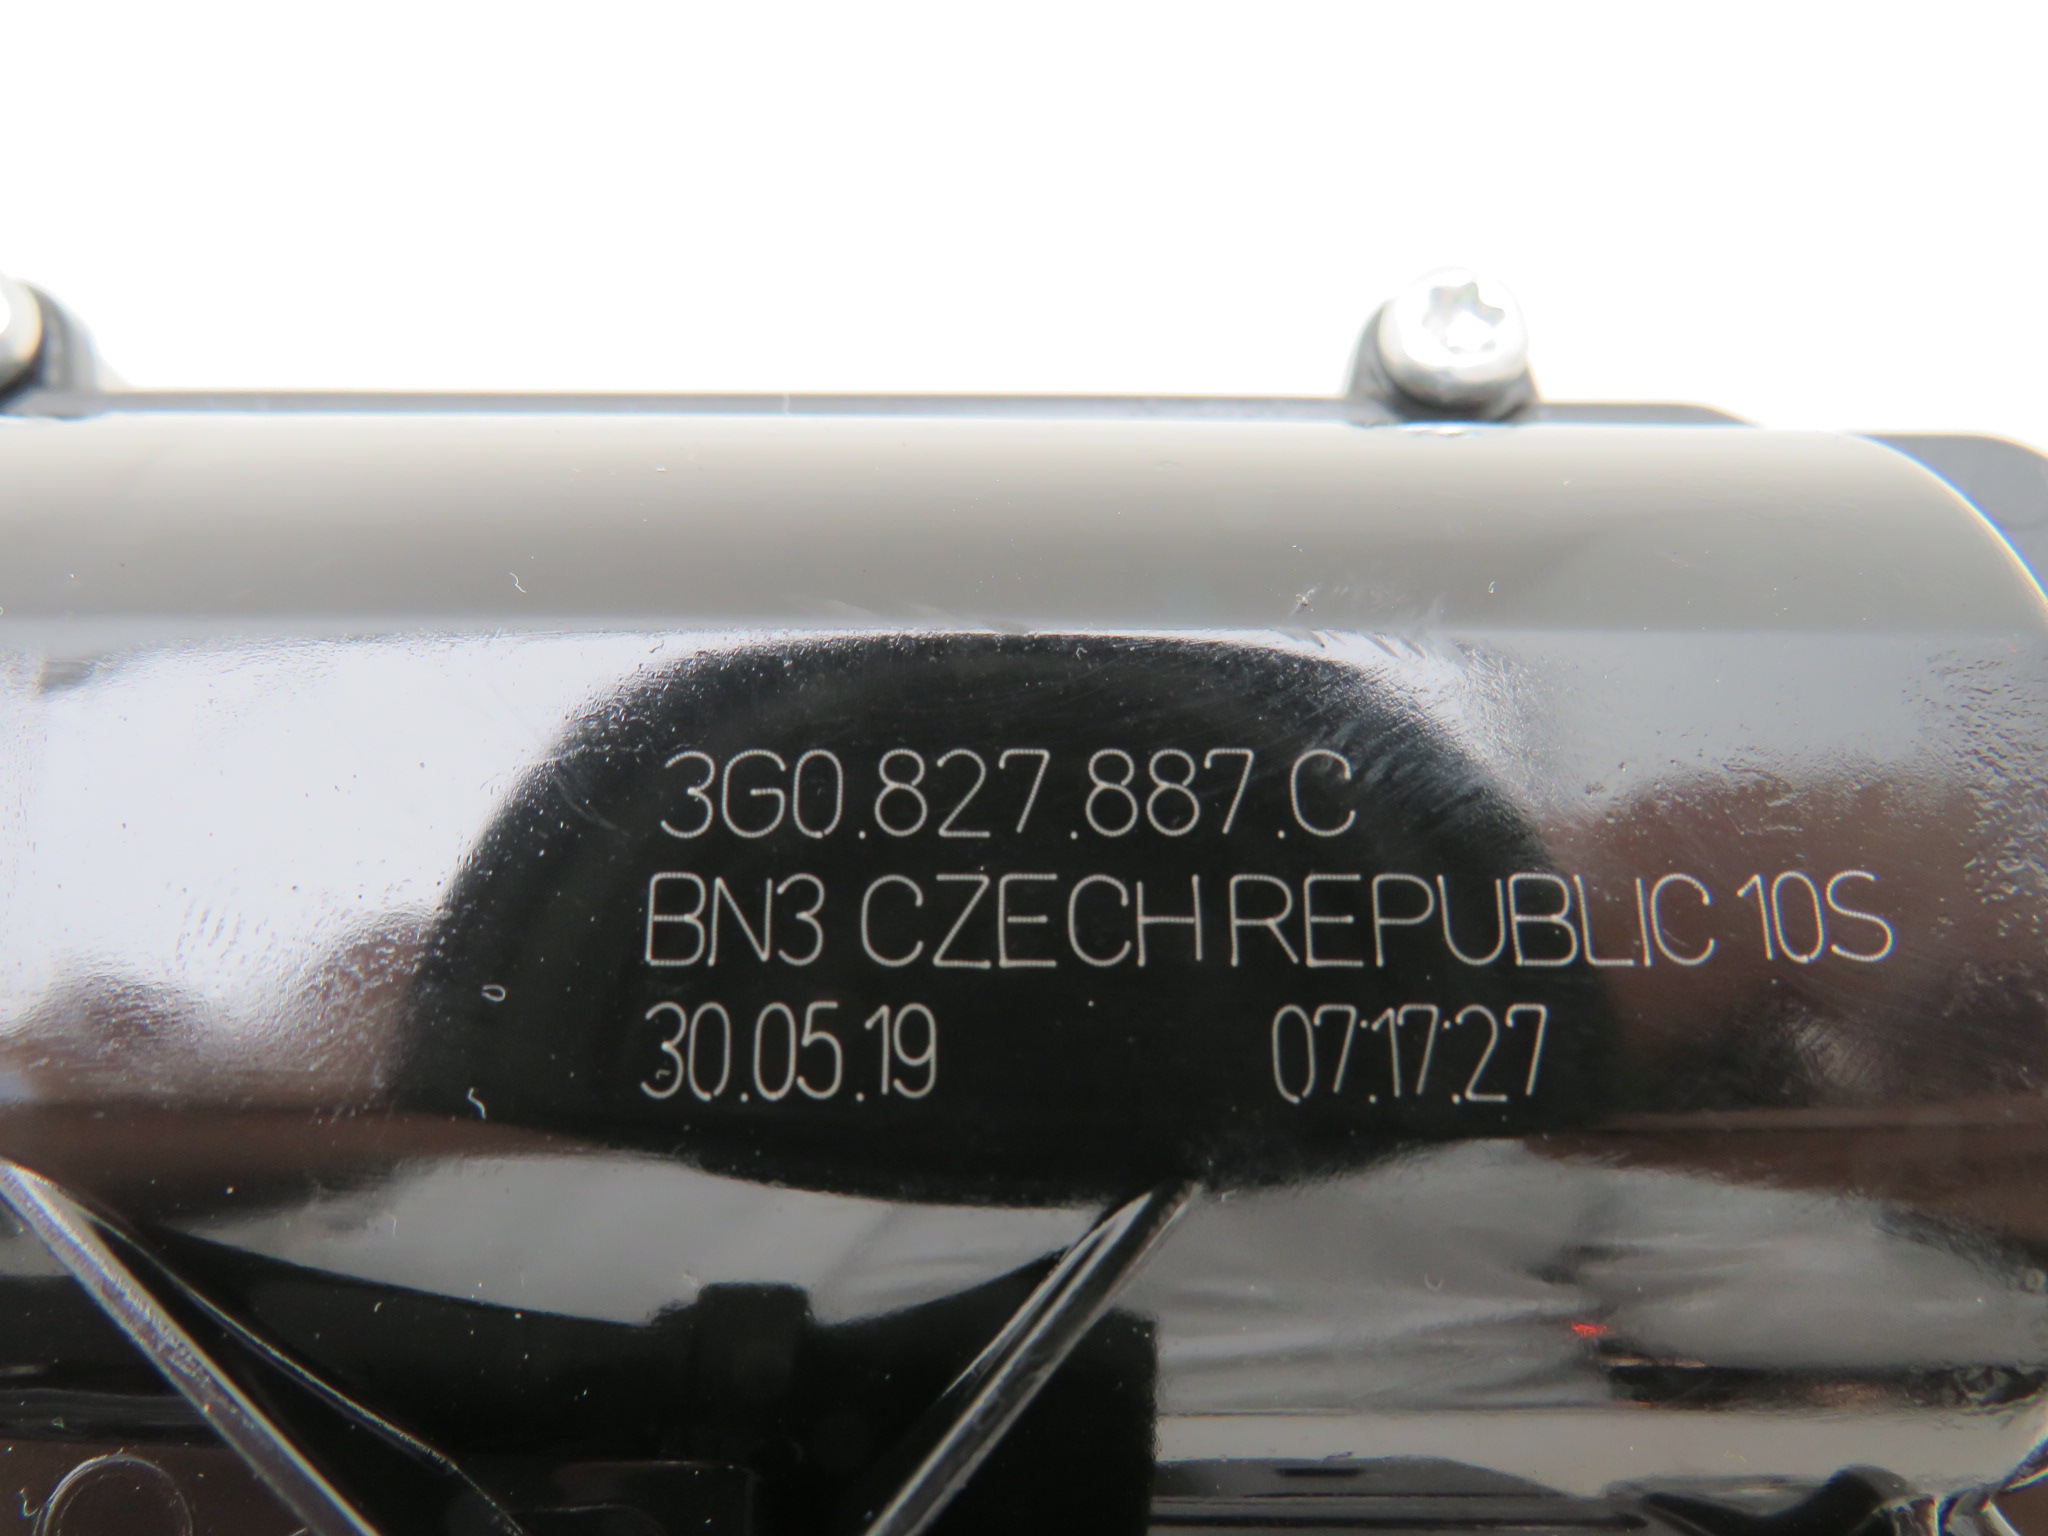 3G0.827.887.C
BN3 CZECH REPUBLIC 10S
30.05.19 07:17:27